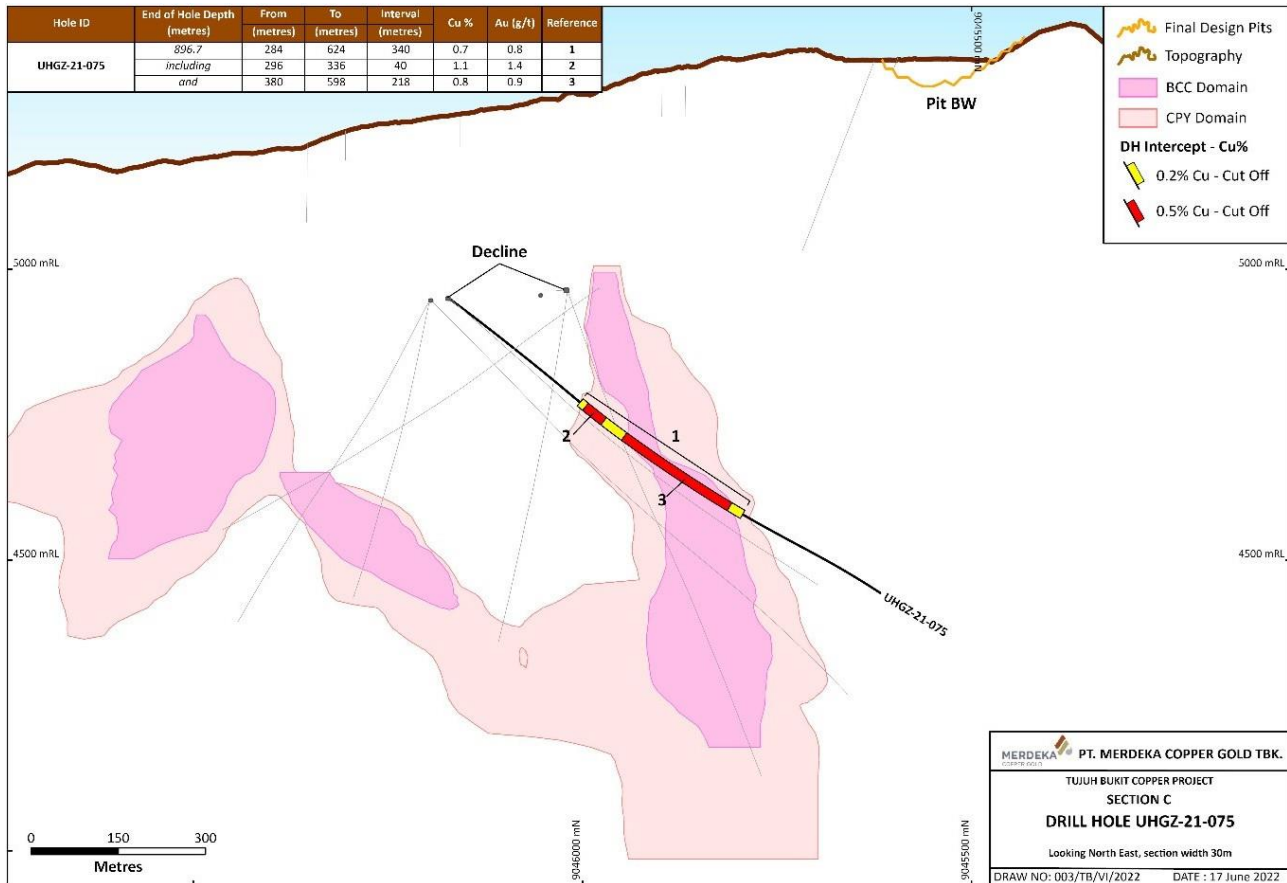 Hole ID End of Hole Depth (metres) From (metres) To (metres) Interval (metres) Cu % Au (g/t) Reference
UHGZ-21-075 896.7 284 624 340 0.7 0.8 1
including 296 336 40 1.1 1.4 2
and 380 598 218 0.8 0.9 3
9045500 mN
Pit BW
Final Design Pits
Topography
BCC Domain
CPY Domain
DH Intercept - Cu%
0.2% Cu - Cut Off
0.5% Cu - Cut Off
Decline
5000 mRL
5000 mRL
1
2
3
4500 mRL
4500 mRL
UHGZ-21-075
0 150 300
Metres
9046000 mN
9045500 mN
MERDEKA
COPPER GOLD
PT. MERDEKA COPPER GOLD TBK.
TUJUH BUKIT COPPER PROJECT
SECTION C
DRILL HOLE UHGZ-21-075
Looking North East, section width 30m
DRAW NO: 003/TB/VI/2022 DATE : 17 June 2022